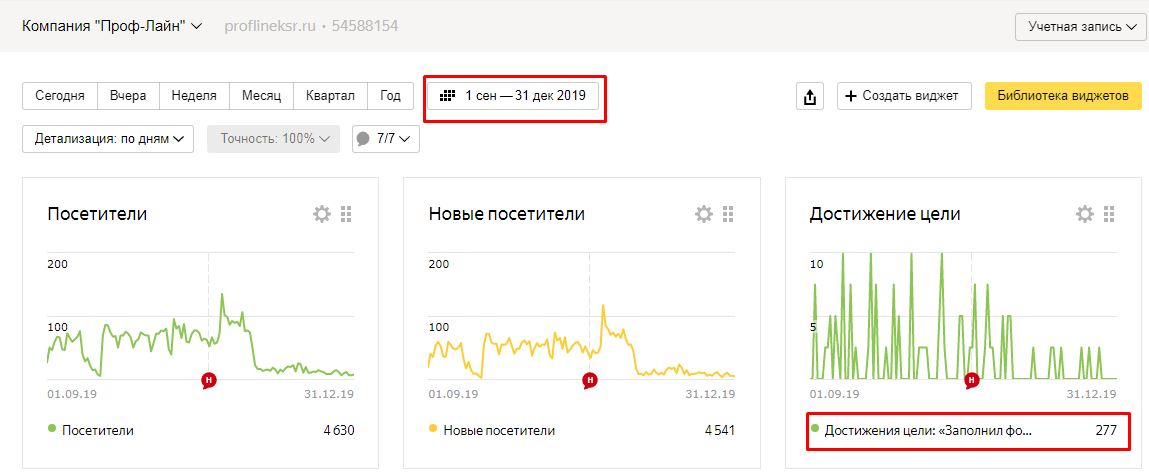 Компания "Проф-Лайн" proflineksr.ru • 54588154 Учетная запись
Сегодня Вчера Неделя Месяц Квартал Год 1 сен — 31 дек 2019 + Создать виджет Библиотека виджетов
Детализация: по дням Точность: 100% 7/7
Посетители
200
100
Н
01.09.19 31.12.19
Посетители 4 630
Новые посетители
200
100
Н
01.09.19 31.12.19
Новые посетители 4 541
Достижение цели
10
5
Н
01.09.19 31.12.19
Достижения цели: «Заполнил фо... 277